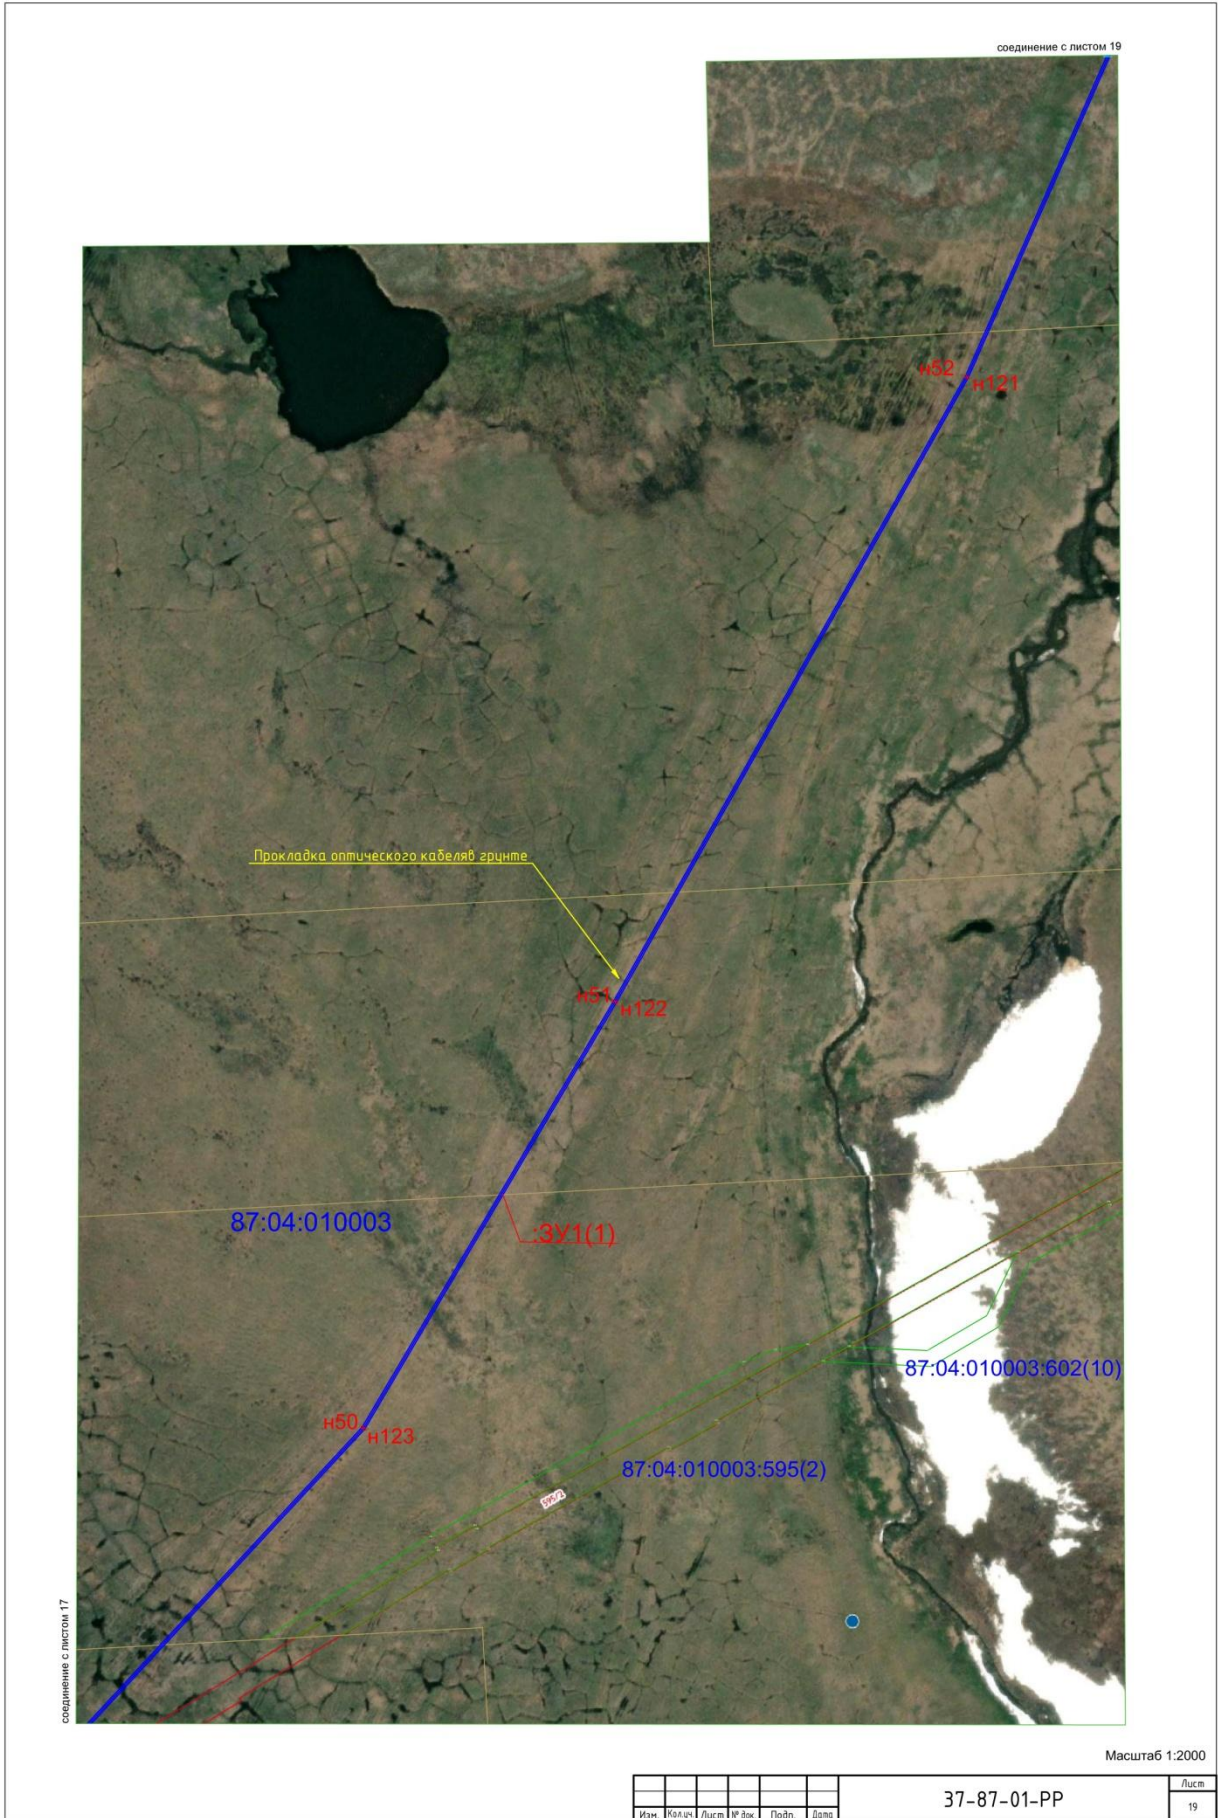 соединение с листом 19
н52
н121
Прокладка оптического кабеляв грунте
н51
н122
87:04:010003
:ЗУ1(1)
87:04:010003:602(10)
н50
н123
87:04:010003:595(2)
595/2
соединение с листом 17
Масштаб 1:2000
37-87-01-РР
Лист
19
Изм. Кол.уч. Лист № док. Подп. Дата